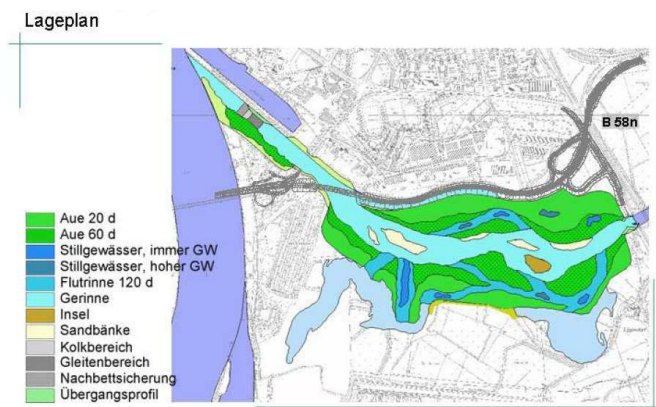 Lageplan
B 58n
Aue 20 d
Aue 60 d
Stillgewässer, immer GW
Stillgewässer, hoher GW
Flutrinne 120 d
Gerinne
Insel
Sandbänke
Kolkbereich
Gleitenbereich
Nachbettsicherung
Übergangsprofil